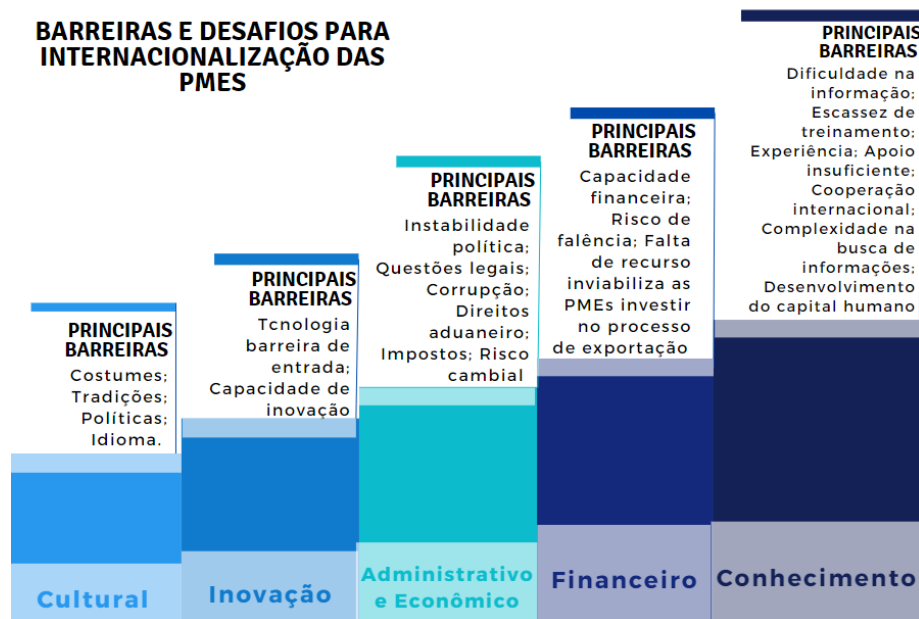 BARREIRAS E DESAFIOS PARA
INTERNACIONALIZAÇÃO DAS
PMES
PRINCIPAIS
BARREIRAS
Costumes;
Tradições;
Políticas;
Idioma.
Cultural
PRINCIPAIS
BARREIRAS
Tcnologia
barreira de
entrada;
Capacidade de
inovação
Inovação
PRINCIPAIS
BARREIRAS
Instabilidade
política;
Questões legais;
Corrupção;
Direitos
aduaneiro;
Impostos; Risco
cambial
Administrativo
e Econômico
PRINCIPAIS
BARREIRAS
Capacidade
financeira;
Risco de
falência; Falta
de recurso
inviabiliza as
PMEs investir
no processo
de exportação
Financeiro
PRINCIPAIS
BARREIRAS
Dificuldade na
informação;
Escassez de
treinamento;
Experiência; Apoio
insuficiente;
Cooperação
internacional;
Complexidade na
busca de
informações;
Desenvolvimento
do capital humano
Conhecimento